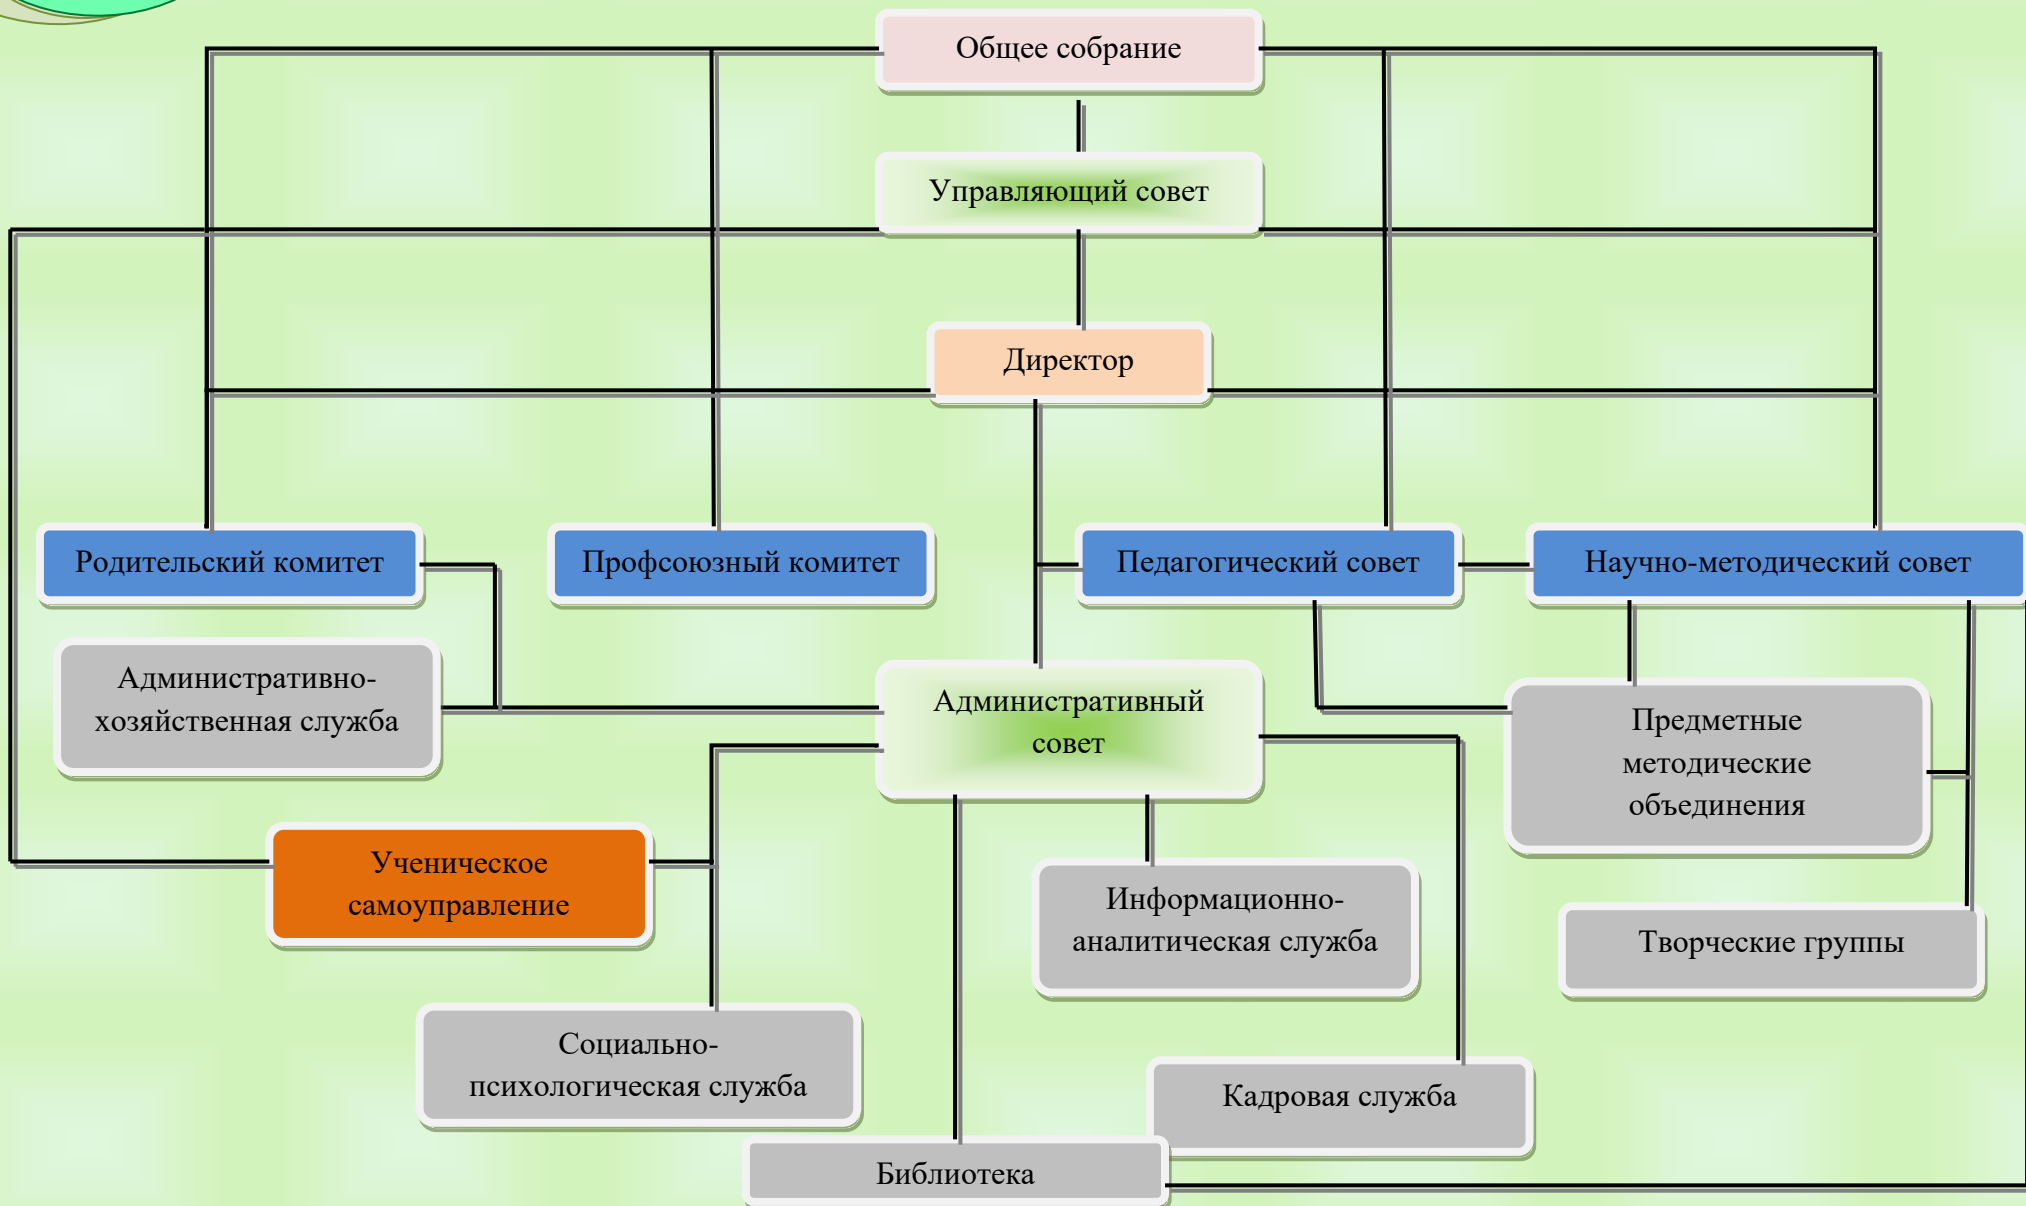 Общее собрание
Управляющий совет
Директор
Родительский комитет
Профсоюзный комитет
Педагогический совет
Научно-методический совет
Административно-
хозяйственная служба
Административный
совет
Предметные
методические
объединения
Ученическое
самоуправление
Информационно-
аналитическая служба
Творческие группы
Социально-
психологическая служба
Кадровая служба
Библиотека